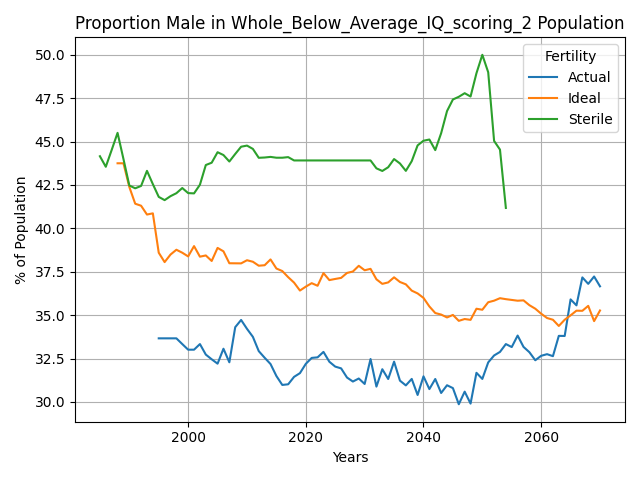 Proportion Male in Whole_Below_Average_IQ_scoring_2 Population
Fertility
Actual
Ideal
Sterile
50.0
47.5
45.0
42.5
40.0
37.5
35.0
32.5
30.0
% of Population
2000
2020
2040
2060
Years